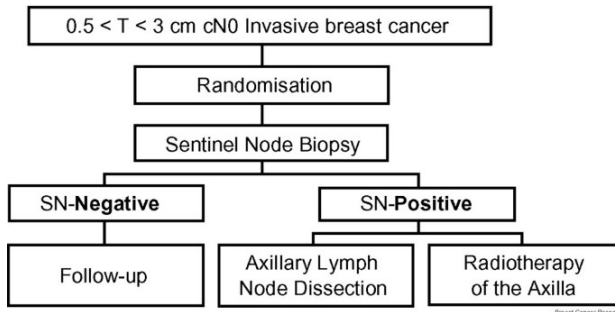 0.5 < T < 3 cm cN0 Invasive breast cancer
Randomisation
Sentinel Node Biopsy
SN-Negative
SN-Positive
Follow-up
Axillary Lymph
Node Dissection
Radiotherapy
of the Axilla